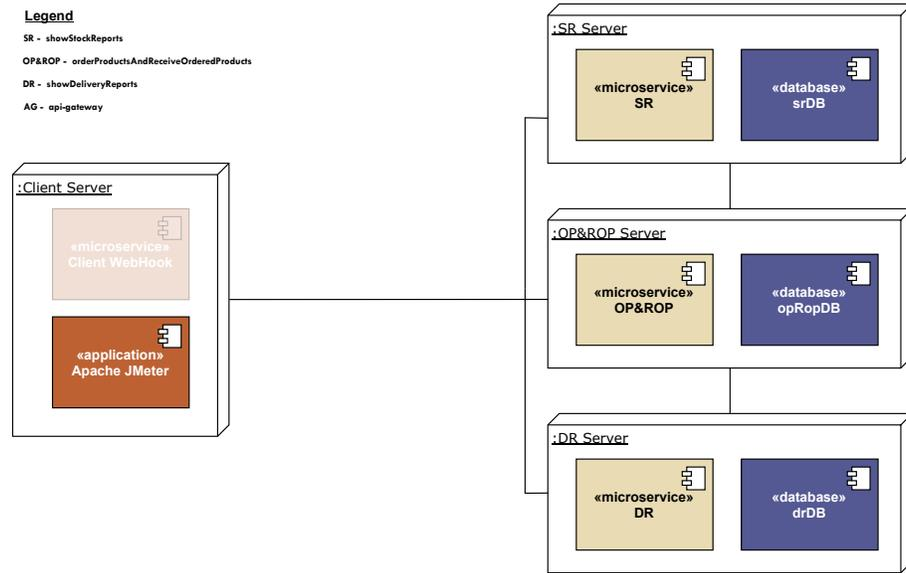 Legend
SR - showStockReports
OP&ROP - orderProductsAndReceiveOrderedProducts
DR - showDeliveryReports
AG - api-gateway
:Client Server
«microservice»
Client WebHook
«application»
Apache JMeter
:SR Server
«microservice»
SR
«database»
srDB
:OP&ROP Server
«microservice»
OP&ROP
«database»
opRopDB
:DR Server
«microservice»
DR
«database»
drDB